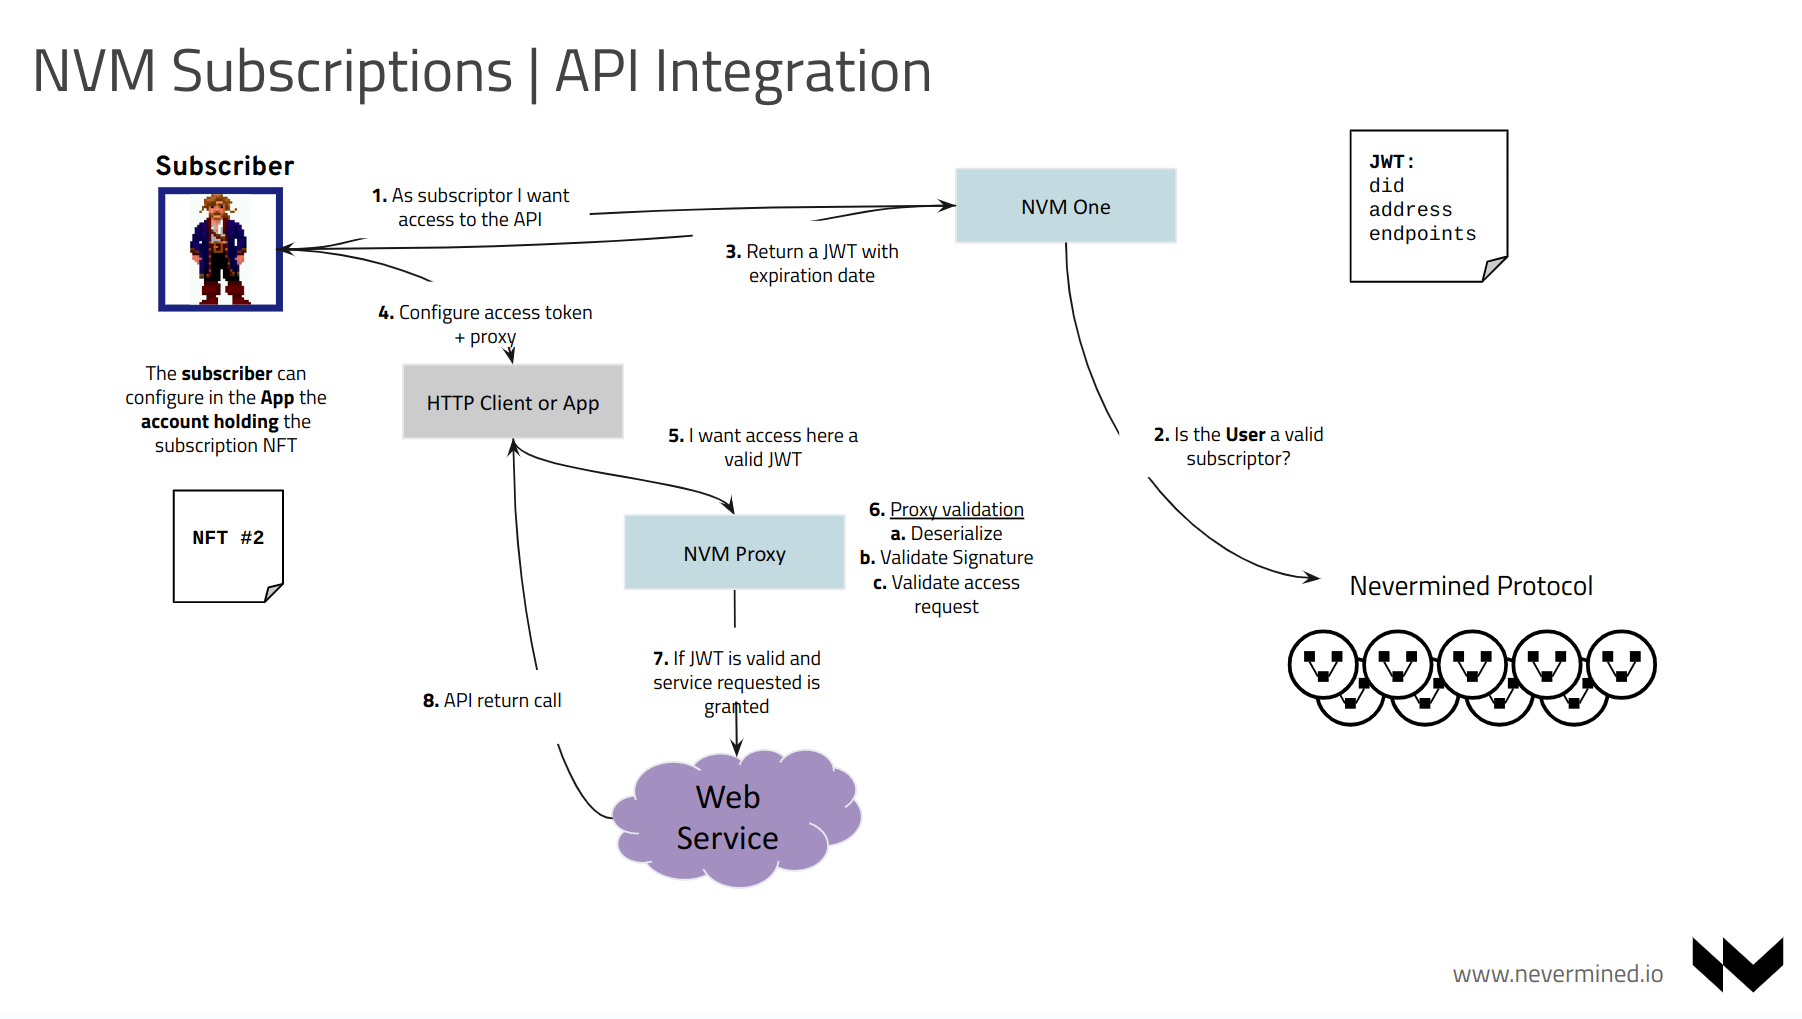 NVM Subscriptions | API Integration
Subscriber
1. As subscriptor I want
access to the API
NVM One
JWT:
did
address
endpoints
3. Return a JWT with
expiration date
4. Configure access token
+ proxy
The subscriber can
configure in the App the
account holding the
subscription NFT
HTTP Client or App
5. I want access here a
valid JWT
2. Is the User a valid
subscriptor?
NFT #2
NVM Proxy
6. Proxy validation
a. Deserialize
b. Validate Signature
c. Validate access
request
Nevermined Protocol
7. If JWT is valid and
service requested is
granted
8. API return call
Web
Service
www.nevermined.io